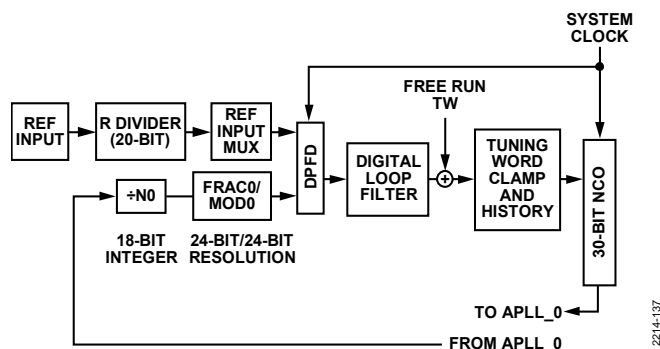 SYSTEM
CLOCK
FREE RUN
TW
REF
INPUT
R DIVIDER
(20-BIT)
REF
INPUT
MUX
DPFD
DIGITAL
LOOP
FILTER
+
TUNING
WORD
CLAMP
AND
HISTORY
30-BIT NCO
÷N0
FRAC0/
MOD0
18-BIT
INTEGER
24-BIT/24-BIT
RESOLUTION
TO APLL_0
FROM APLL_0
2214-137